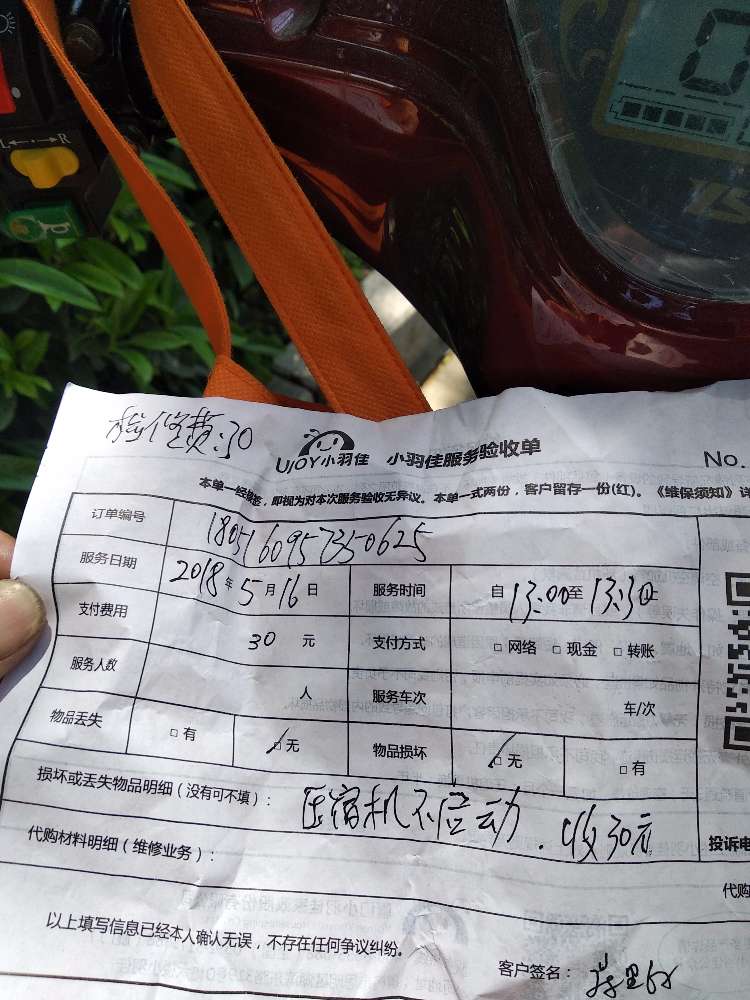 检修费:30
UJOY小羽佳 小羽佳服务验收单
No.
本单一经签,即视为对本次服务验收无异议。本单一式两份,客户留存一份(红)。《维保须知》详
订单编号 180516095735 0625
服务日期 2018年5月16日 服务时间 自13:00至13:30止
支付费用 30元 支付方式 □网络 □现金 □转账
服务人数 人 服务车次 车/次
物品丢失 □有 □无 物品损坏 □无 □有
损坏或丢失物品明细(没有可不填): 压宿机不启动.收30元
代购材料明细(维修业务):
投诉电
代购
以上填写信息已经本人确认无误,不存在任何争议纠纷。
客户签名:
R
0